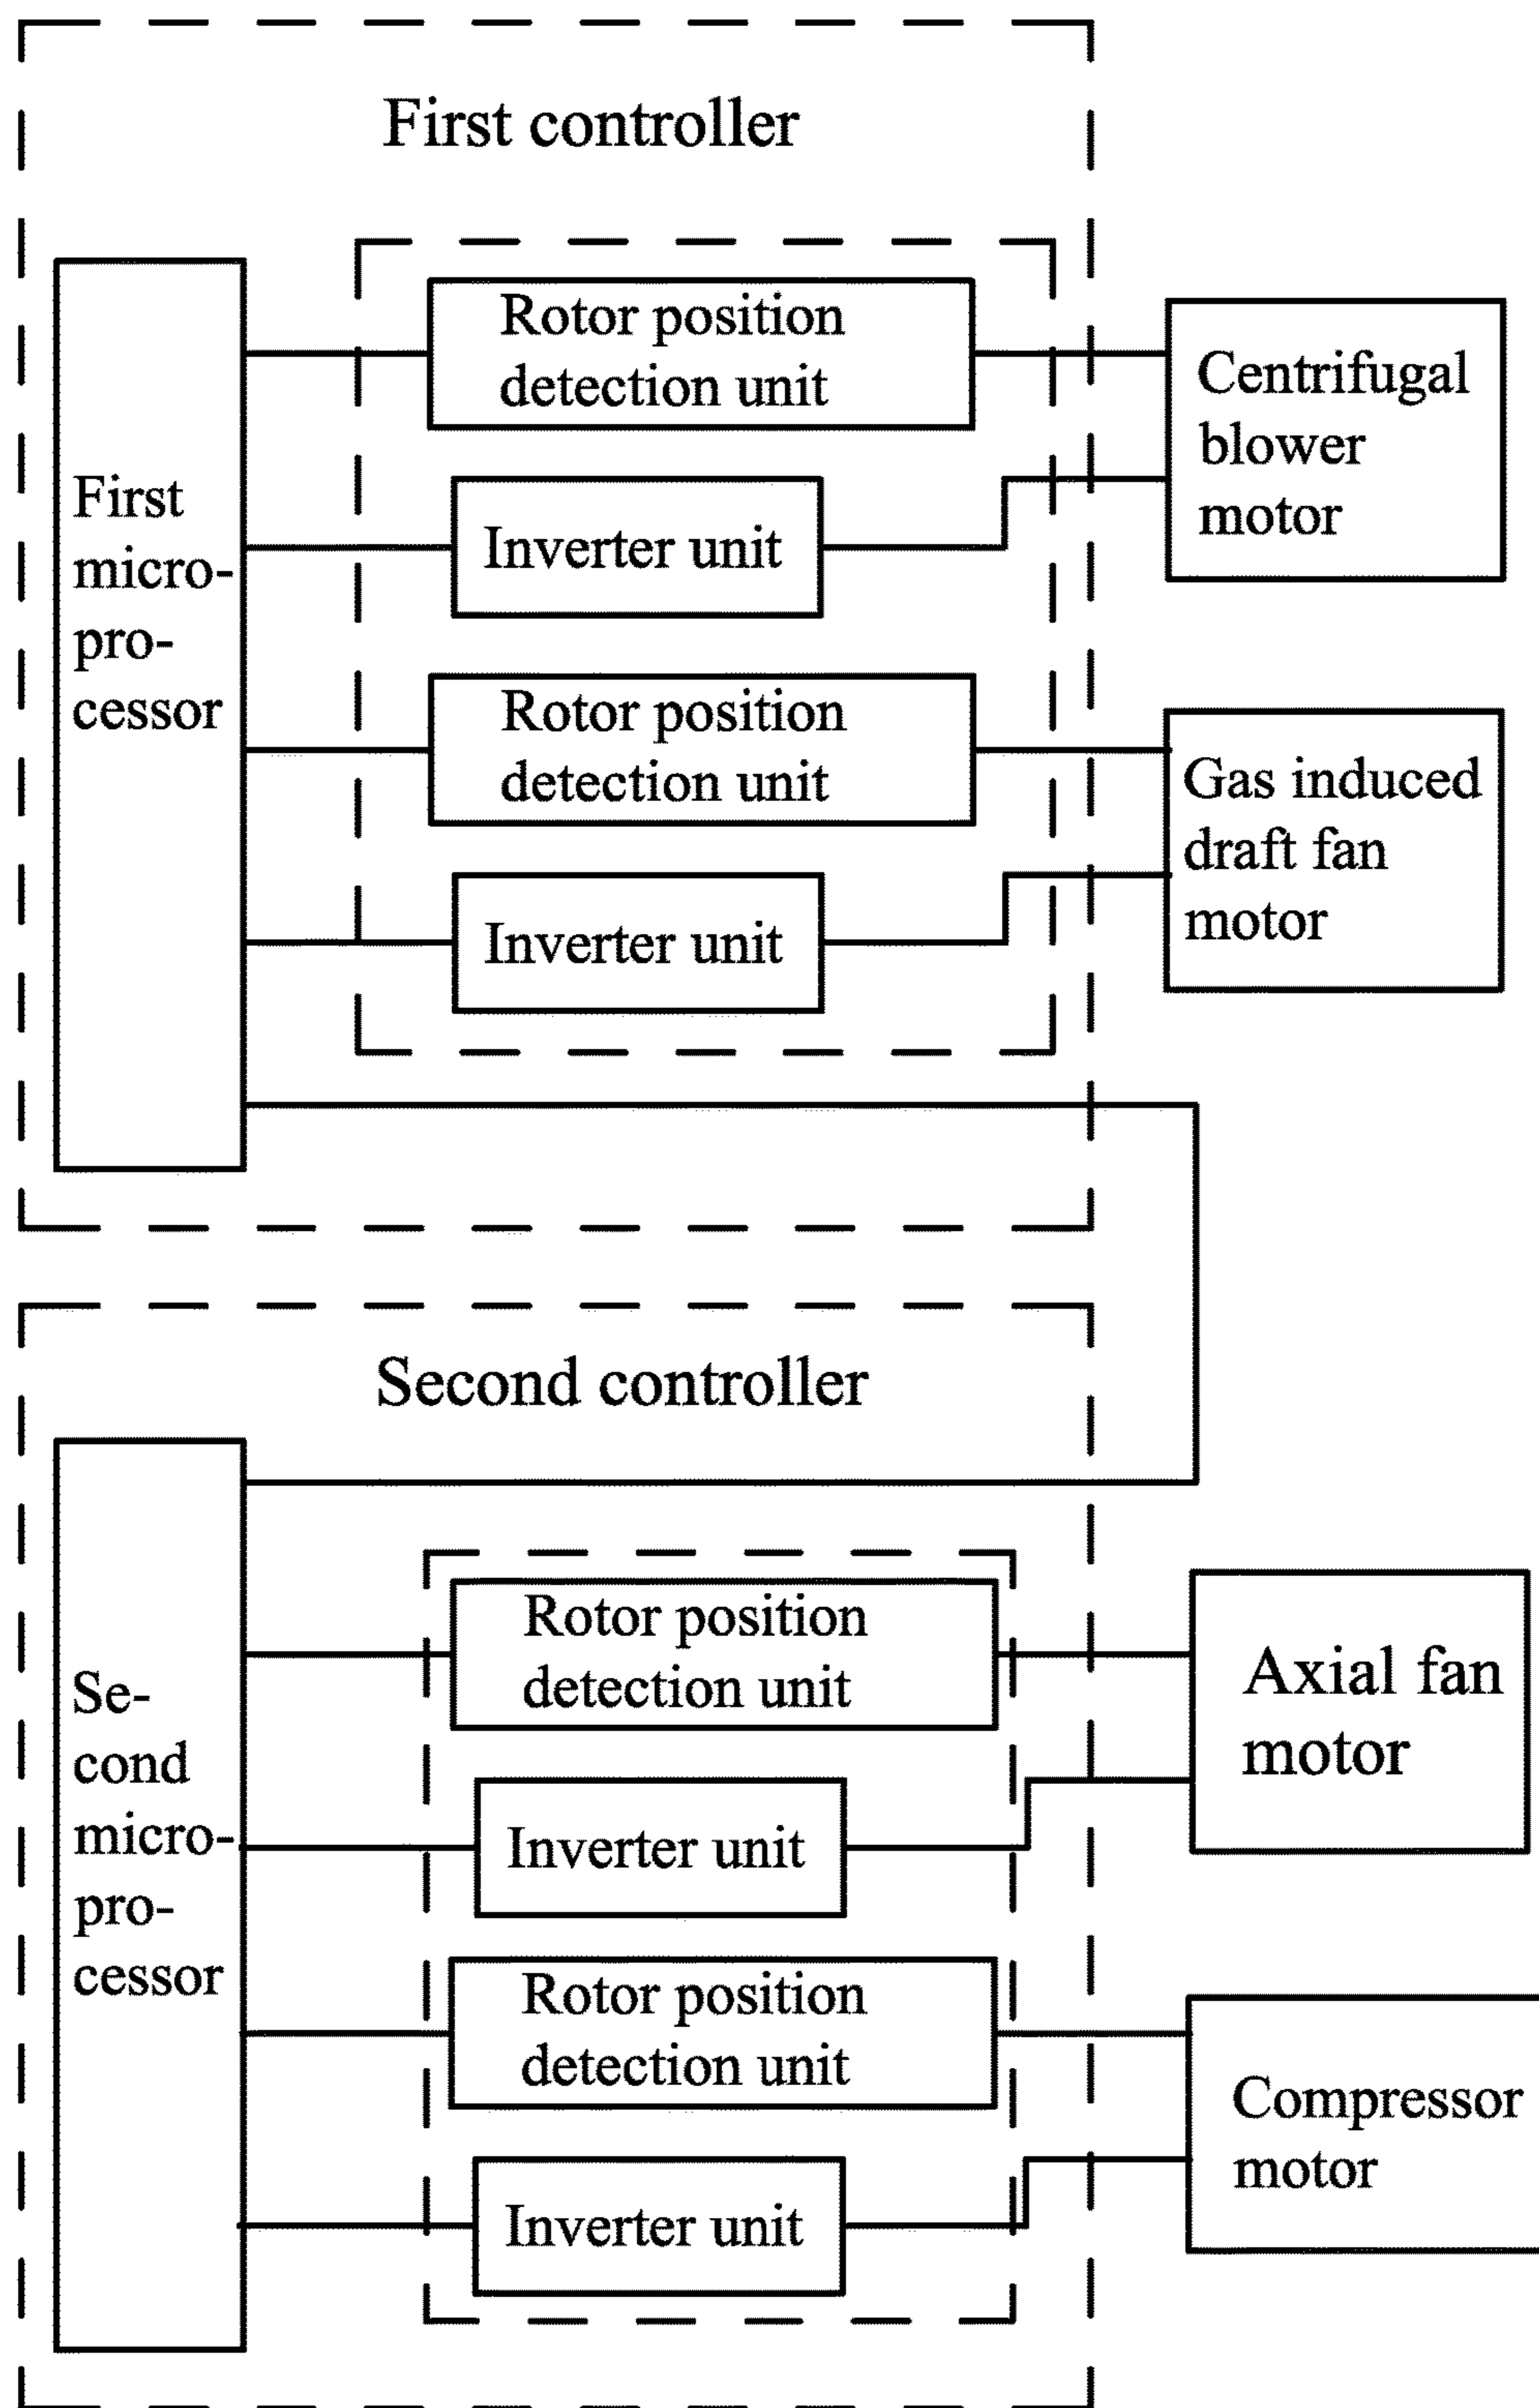 First controller
First
micro-
pro-
cessor
Rotor position
detection unit
Inverter unit
Rotor position
detection unit
Inverter unit
Centrifugal
blower
motor
Gas induced
draft fan
motor
Second controller
Se-
cond
micro-
pro-
cessor
Rotor position
detection unit
Inverter unit
Rotor position
detection unit
Inverter unit
Axial fan
motor
Compressor
motor